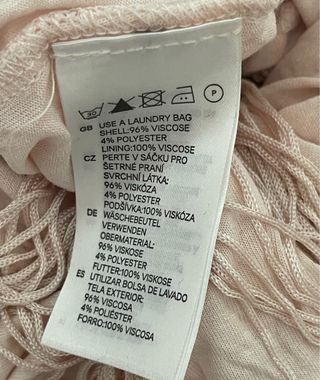 30 P
GB USE A LAUNDRY BAG
SHELL:96% VISCOSE
4% POLYESTER
LINING:100% VISCOSE
CZ PERTE V SÁČKU PRO
ŠETRNÉ PRANÍ
SVRCHNÍ LÁTKA:
96% VISKÓZA
4% POLYESTER
PODŠÍVKA:100% VISKÓZA
DE WÄSCHEBEUTEL
VERWENDEN
OBERMATERIAL:
96% VISKOSE
4% POLYESTER
FUTTER:100% VISKOSE
ES UTILIZAR BOLSA DE LAVADO
TELA EXTERIOR:
96% VISCOSA
4% POLIÉSTER
FORRO:100% VISCOSA